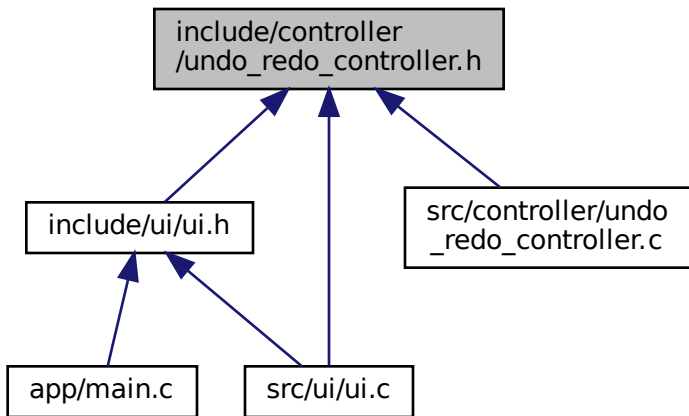 include/controller
/undo_redo_controller.h
include/ui/ui.h
src/controller/undo
_redo_controller.c
app/main.c
src/ui/ui.c